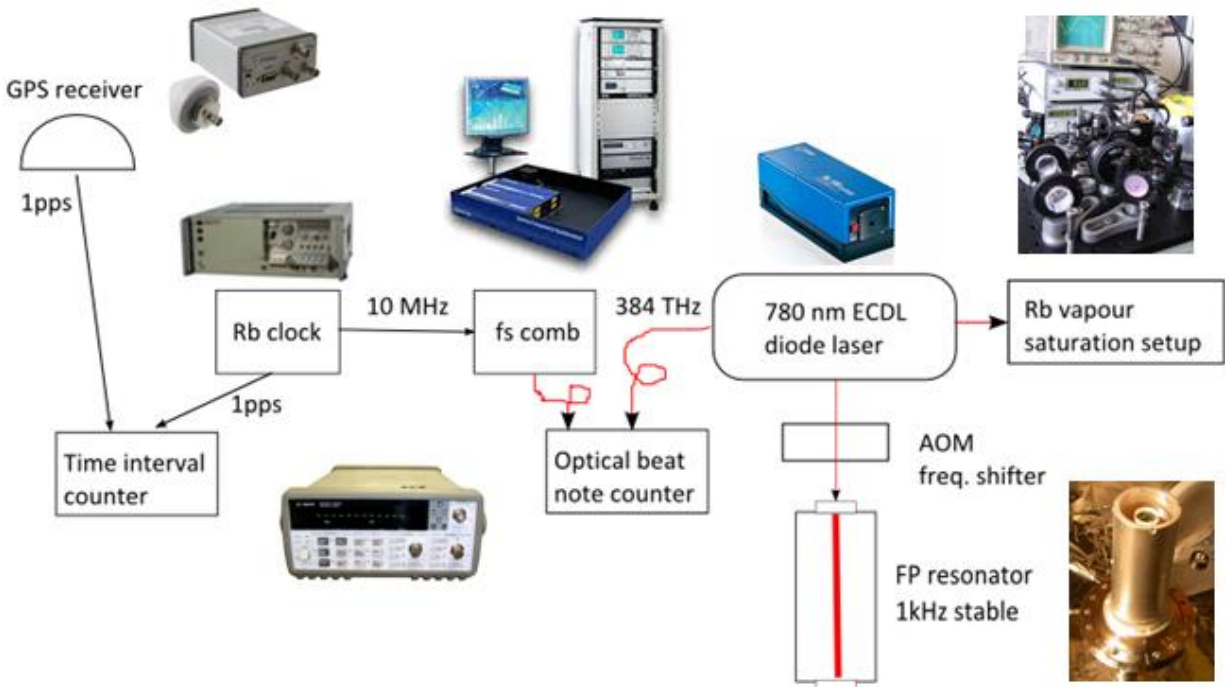 GPS receiver
1pps
Rb clock
10 MHz
fs comb
384 THz
780 nm ECDL
diode laser
Rb vapour
saturation setup
1pps
Time interval
counter
Optical beat
note counter
AOM
freq. shifter
FP resonator
1kHz stable